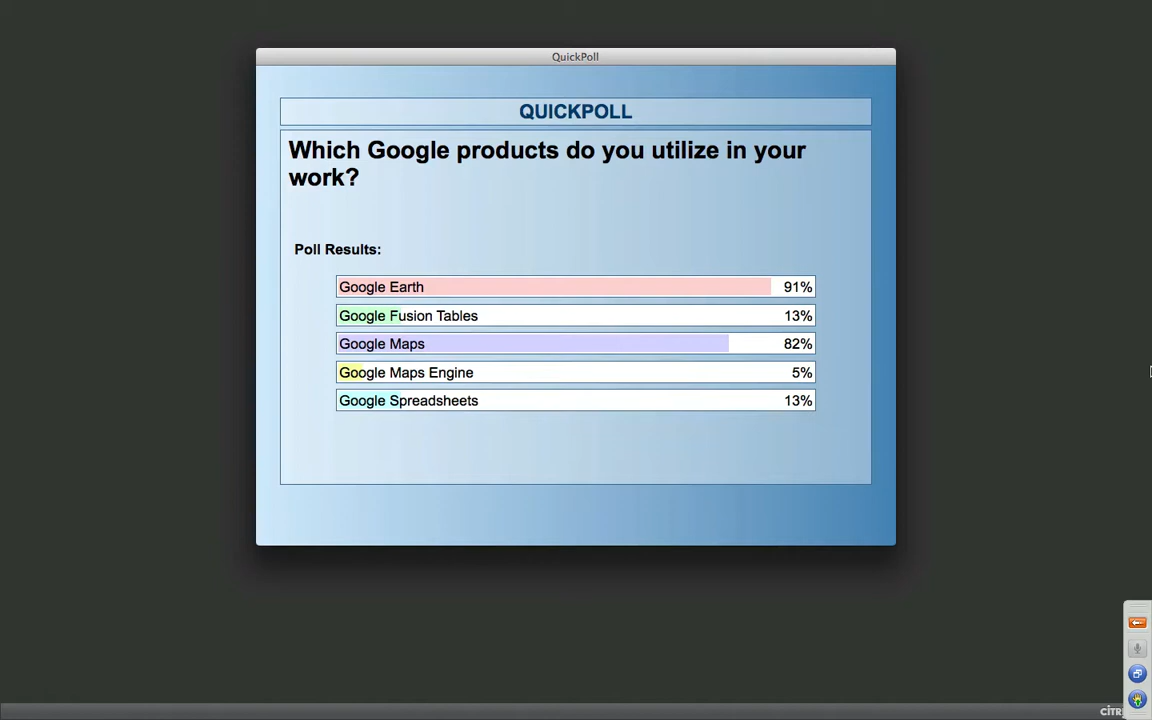 QuickPoll
QUICKPOLL
Which Google products do you utilize in your
work?
Poll Results:
Google Earth 91%
Google Fusion Tables 13%
Google Maps 82%
Google Maps Engine 5%
Google Spreadsheets 13%